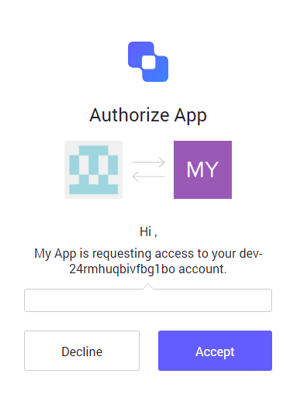 Authorize App
MY
Hi ,
My App is requesting access to your dev-
24rmhuqbivfbg1bo account.
Decline
Accept